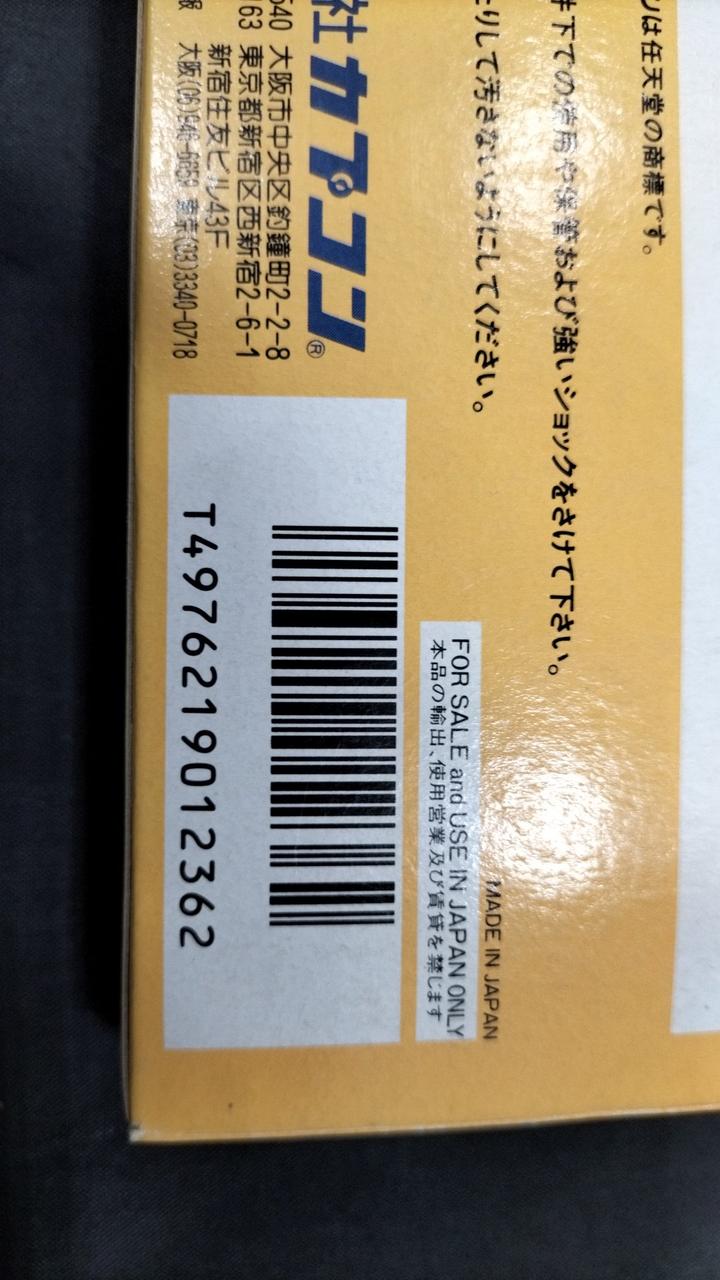 ンは任天堂の商標です。
件下での使用や保管および強いショックをさけて下さい。
たりして汚さないようにしてください。
社カプコン®
540 大阪市中央区釣鐘町2-2-8
163 東京都新宿区西新宿2-6-1
新宿住友ビル43F
大阪(06)946-6659 東京(03)3340-0718
MADE IN JAPAN
FOR SALE and USE IN JAPAN ONLY
本品の輸出、使用営業及び賃貸を禁じます
T4976219012362